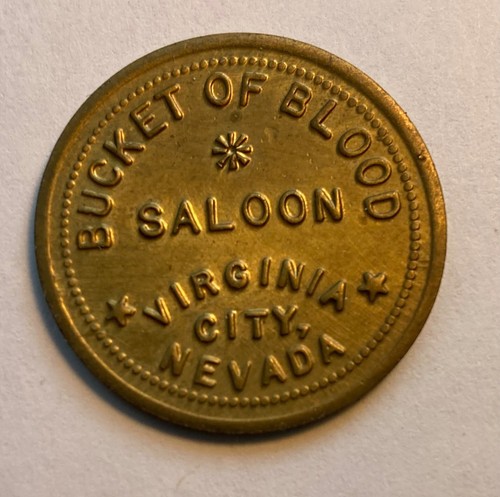 BUCKET OF BLOOD
SALOON
VIRGINIA
CITY,
NEVADA